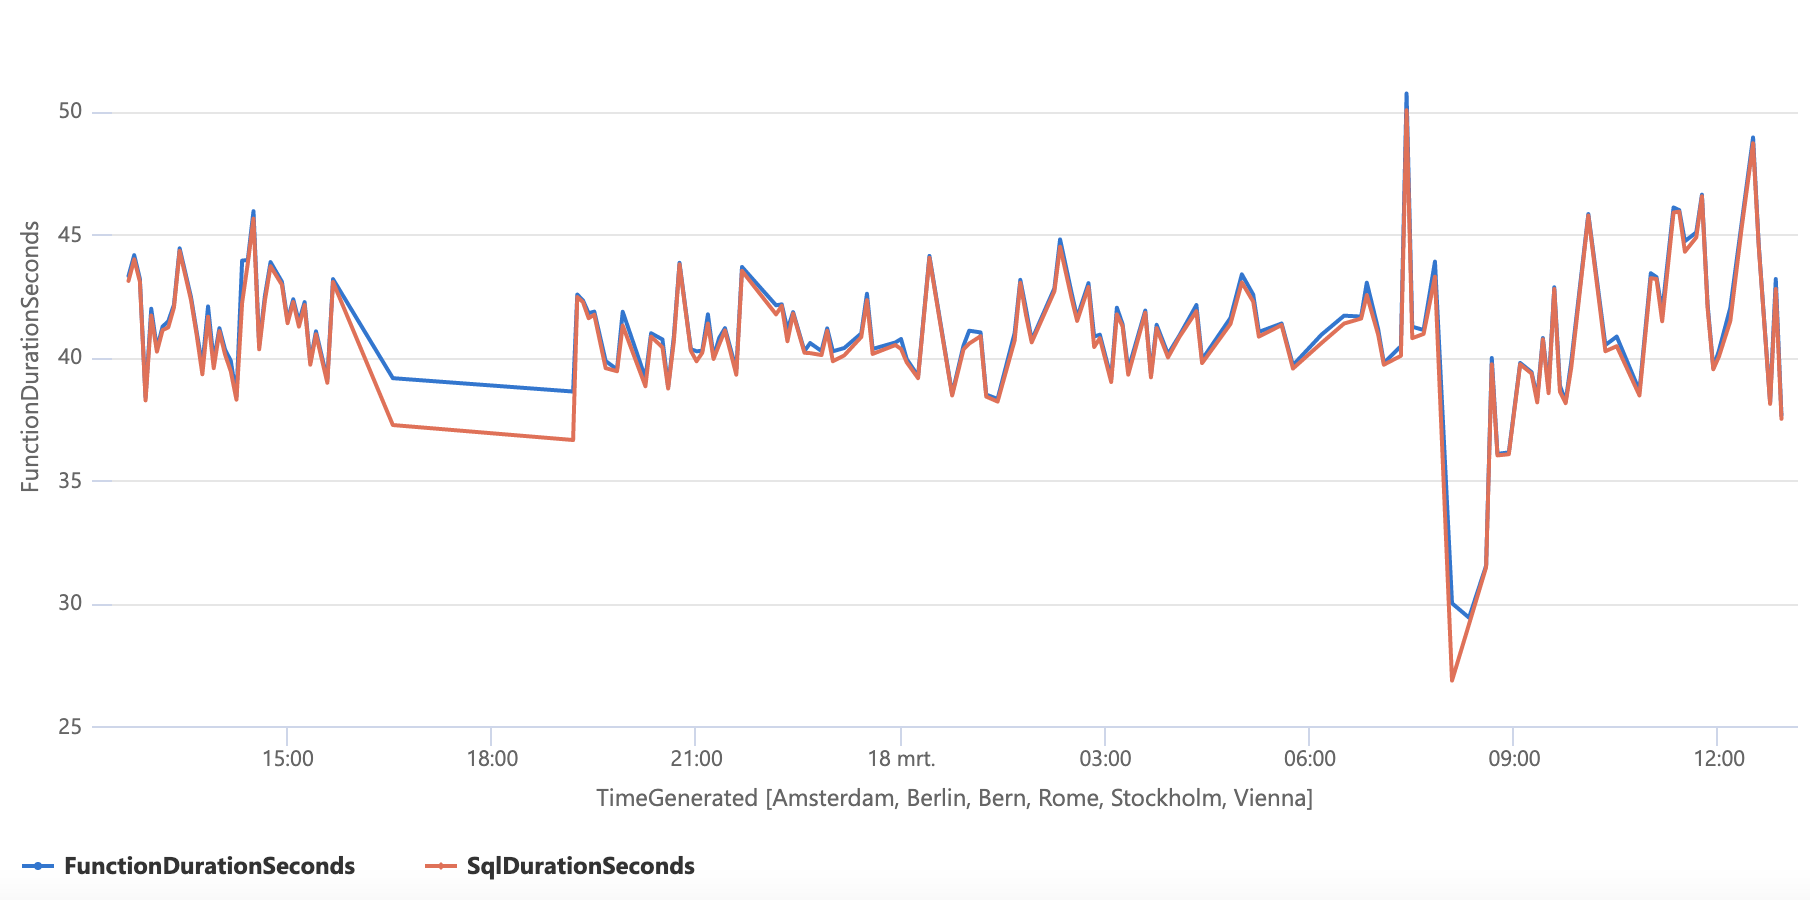 FunctionDurationSeconds
50
45
40
35
30
25
15:00 18:00 21:00 18 mrt. 03:00 06:00 09:00 12:00
TimeGenerated [Amsterdam, Berlin, Bern, Rome, Stockholm, Vienna]
FunctionDurationSeconds SqlDurationSeconds